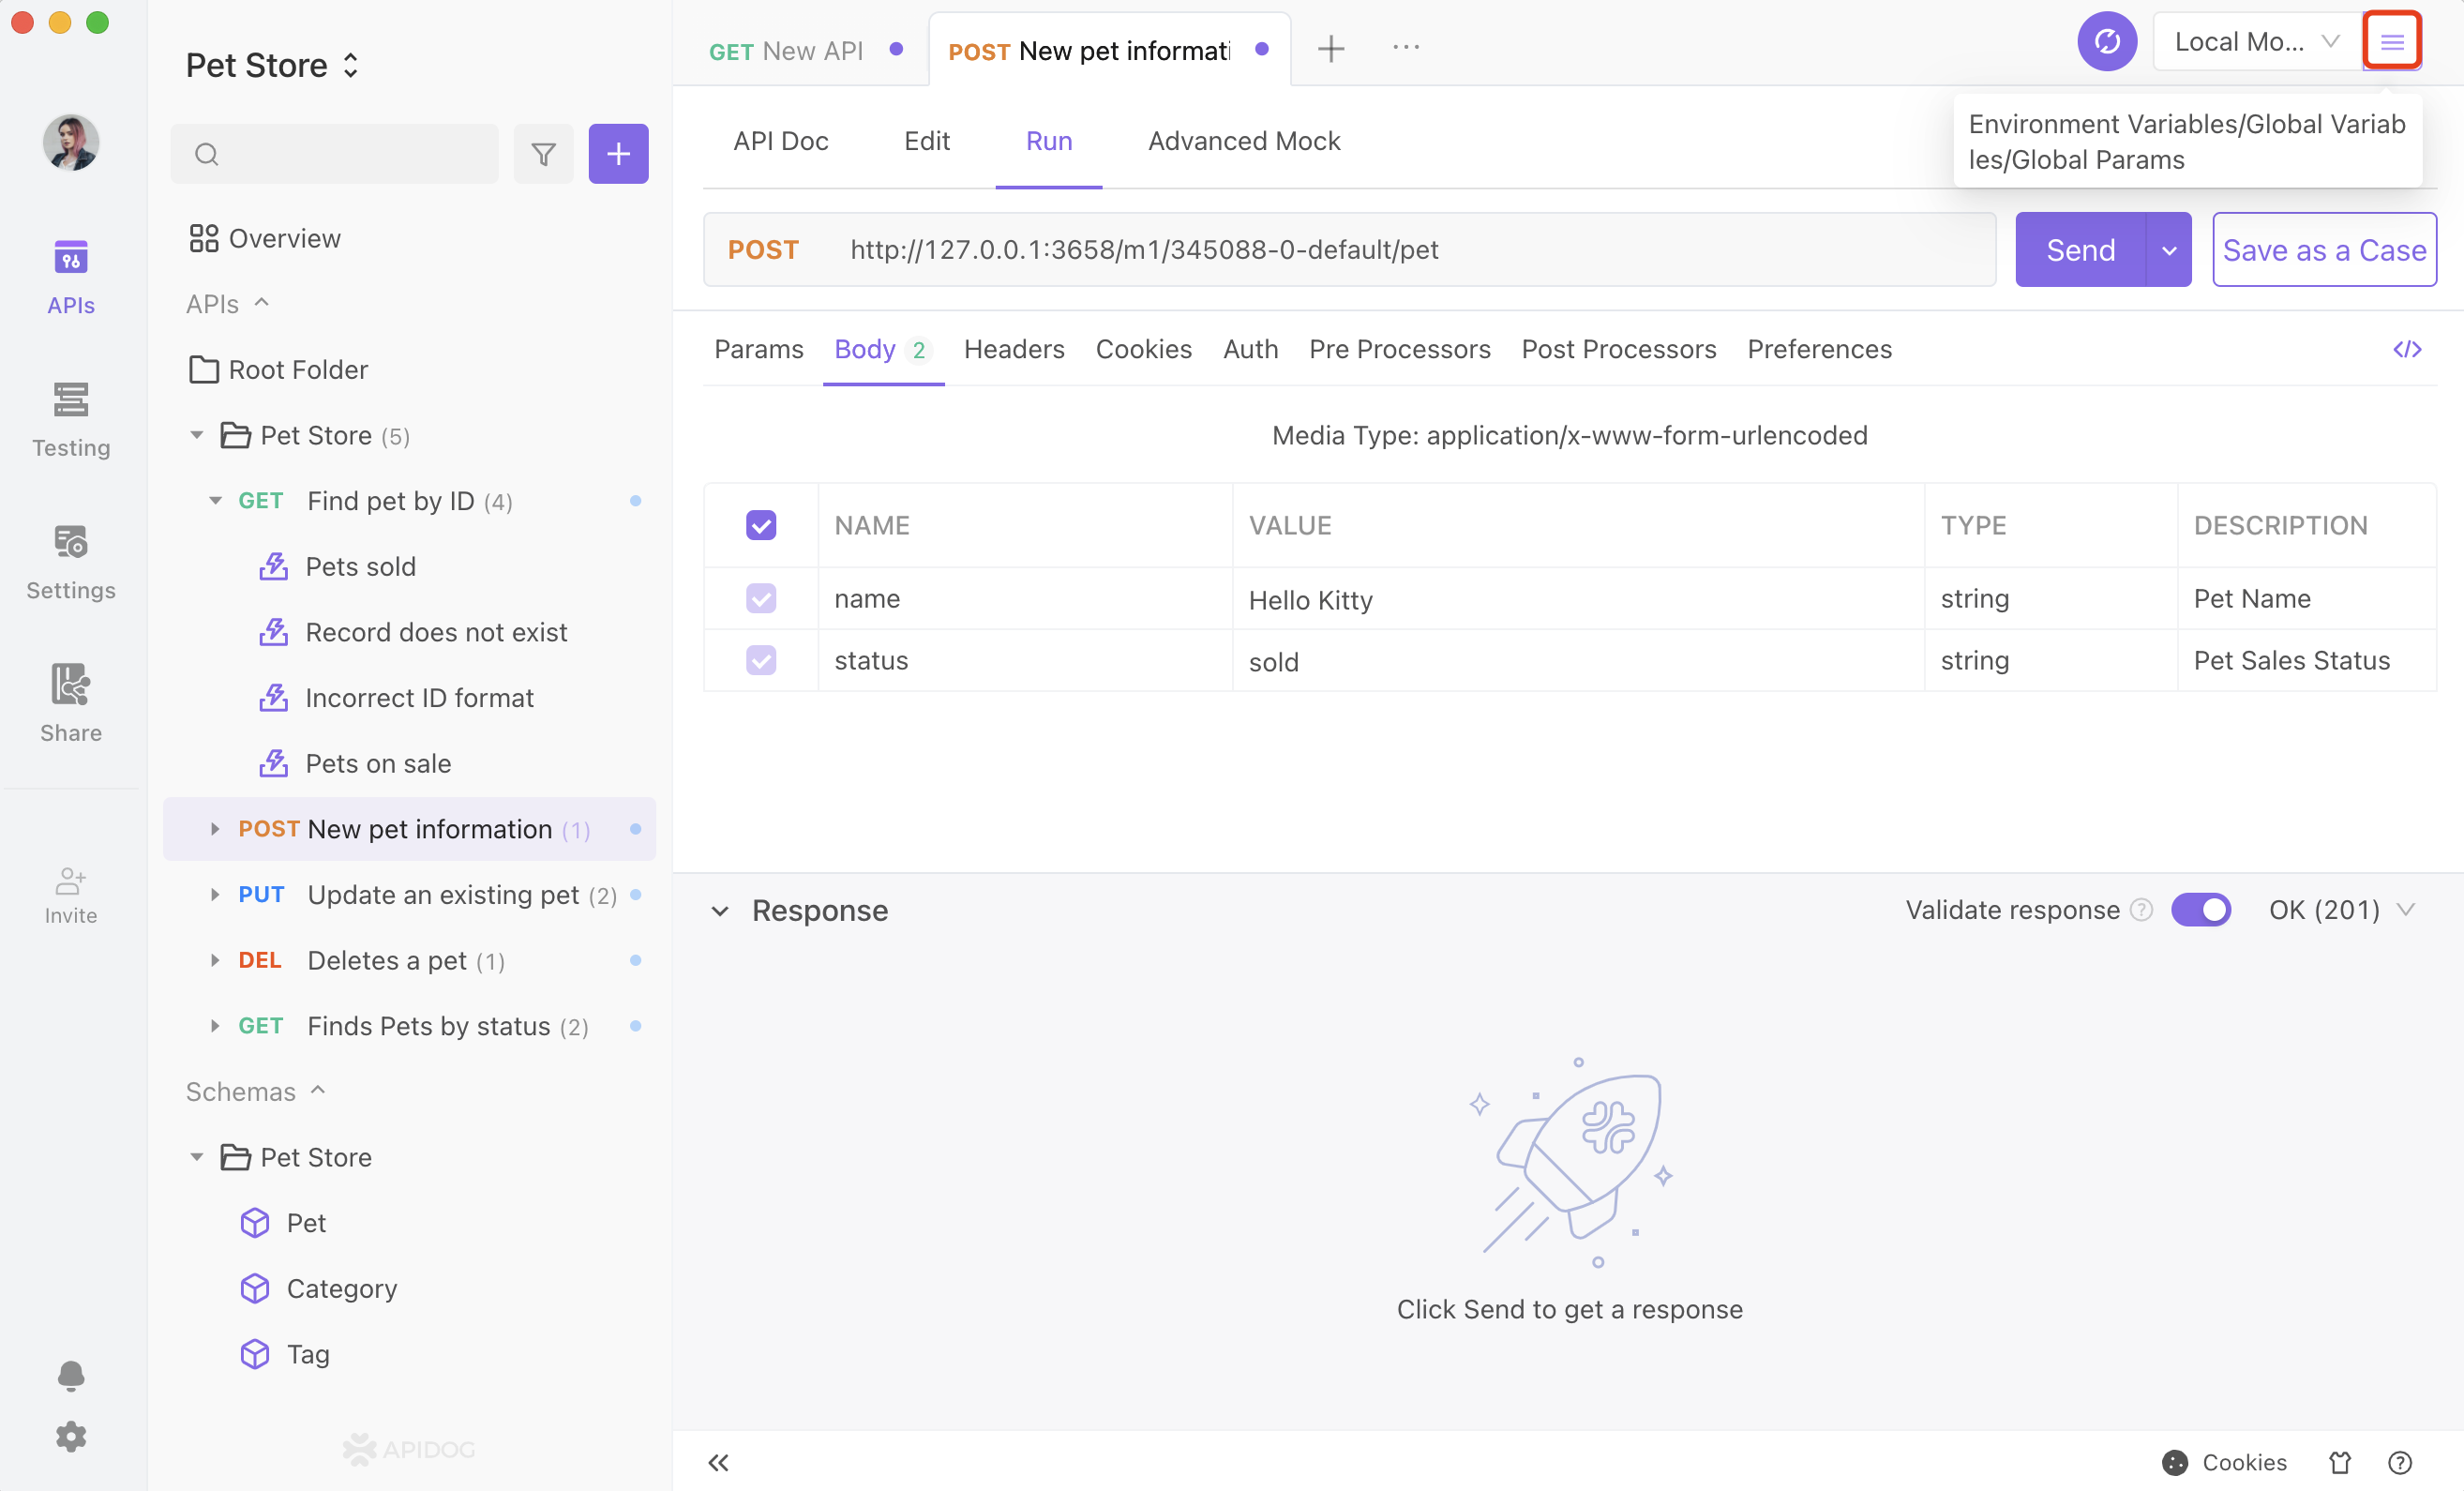 Pet Store
APIs
Testing
Settings
Share
Invite
Overview
APIs
Root Folder
Pet Store (5)
GET Find pet by ID (4)
Pets sold
Record does not exist
Incorrect ID format
Pets on sale
POST New pet information (1)
PUT Update an existing pet (2)
DEL Deletes a pet (1)
GET Finds Pets by status (2)
Schemas
Pet Store
Pet
Category
Tag
APIDOG
GET New API
POST New pet informati
Local Mo...
Environment Variables/Global Variab
les/Global Params
API Doc Edit Run Advanced Mock
POST http://127.0.0.1:3658/m1/345088-0-default/pet
Send
Save as a Case
Params Body 2 Headers Cookies Auth Pre Processors Post Processors Preferences
Media Type: application/x-www-form-urlencoded
NAME VALUE TYPE DESCRIPTION
name Hello Kitty string Pet Name
status sold string Pet Sales Status
Response
Validate response
OK (201)
Click Send to get a response
Cookies